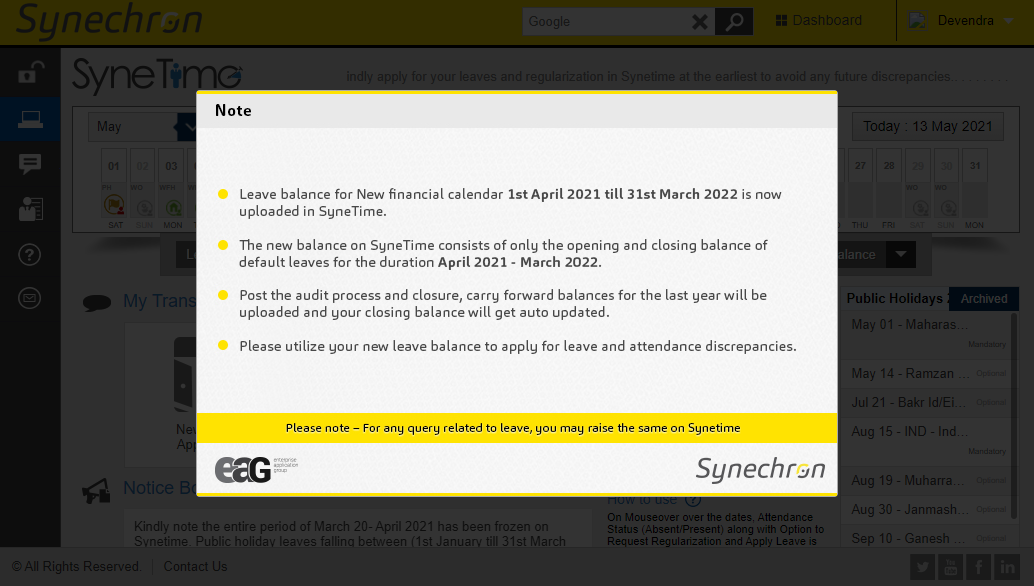 Synechron
Google
Dashboard
Devendra
SyneTime
indly apply for your leaves and regularization in Synetime at the earliest to avoid any future discrepancies.
May
Today : 13 May 2021
01 02 03
27 28 29 30 31
PH WO WFH
WO WO
SAT SUN MON
THU FRI SAT SUN MON
Note
Leave balance for New financial calendar 1st April 2021 till 31st March 2022 is now
uploaded in SyneTime.
The new balance on SyneTime consists of only the opening and closing balance of
default leaves for the duration April 2021 - March 2022.
Post the audit process and closure, carry forward balances for the last year will be
uploaded and your closing balance will get auto updated.
Please utilize your new leave balance to apply for leave and attendance discrepancies.
Please note – For any query related to leave, you may raise the same on Synetime
eaG enterprise
application
group
Synechron
Le
alance
My Trans
Public Holidays 2
Archived
May 01 - Maharas...
Mandatory
May 14 - Ramzan ... Optional
Jul 21 - Bakr Id/Ei... Optional
Aug 15 - IND - Ind...
Mandatory
Aug 19 - Muharra... Optional
Aug 30 - Janmash... Optional
Sep 10 - Ganesh ... Optional
New
App
Notice Bo
Kindly note the entire period of March 20- April 2021 has been frozen on
Synetime. Public holiday leaves falling between (1st January till 31st March
How to use ?
On Mouseover over the dates, Attendance
Status (Absent/Present) along with Option to
Request Regularization and Apply Leave is
© All Rights Reserved. | Contact Us